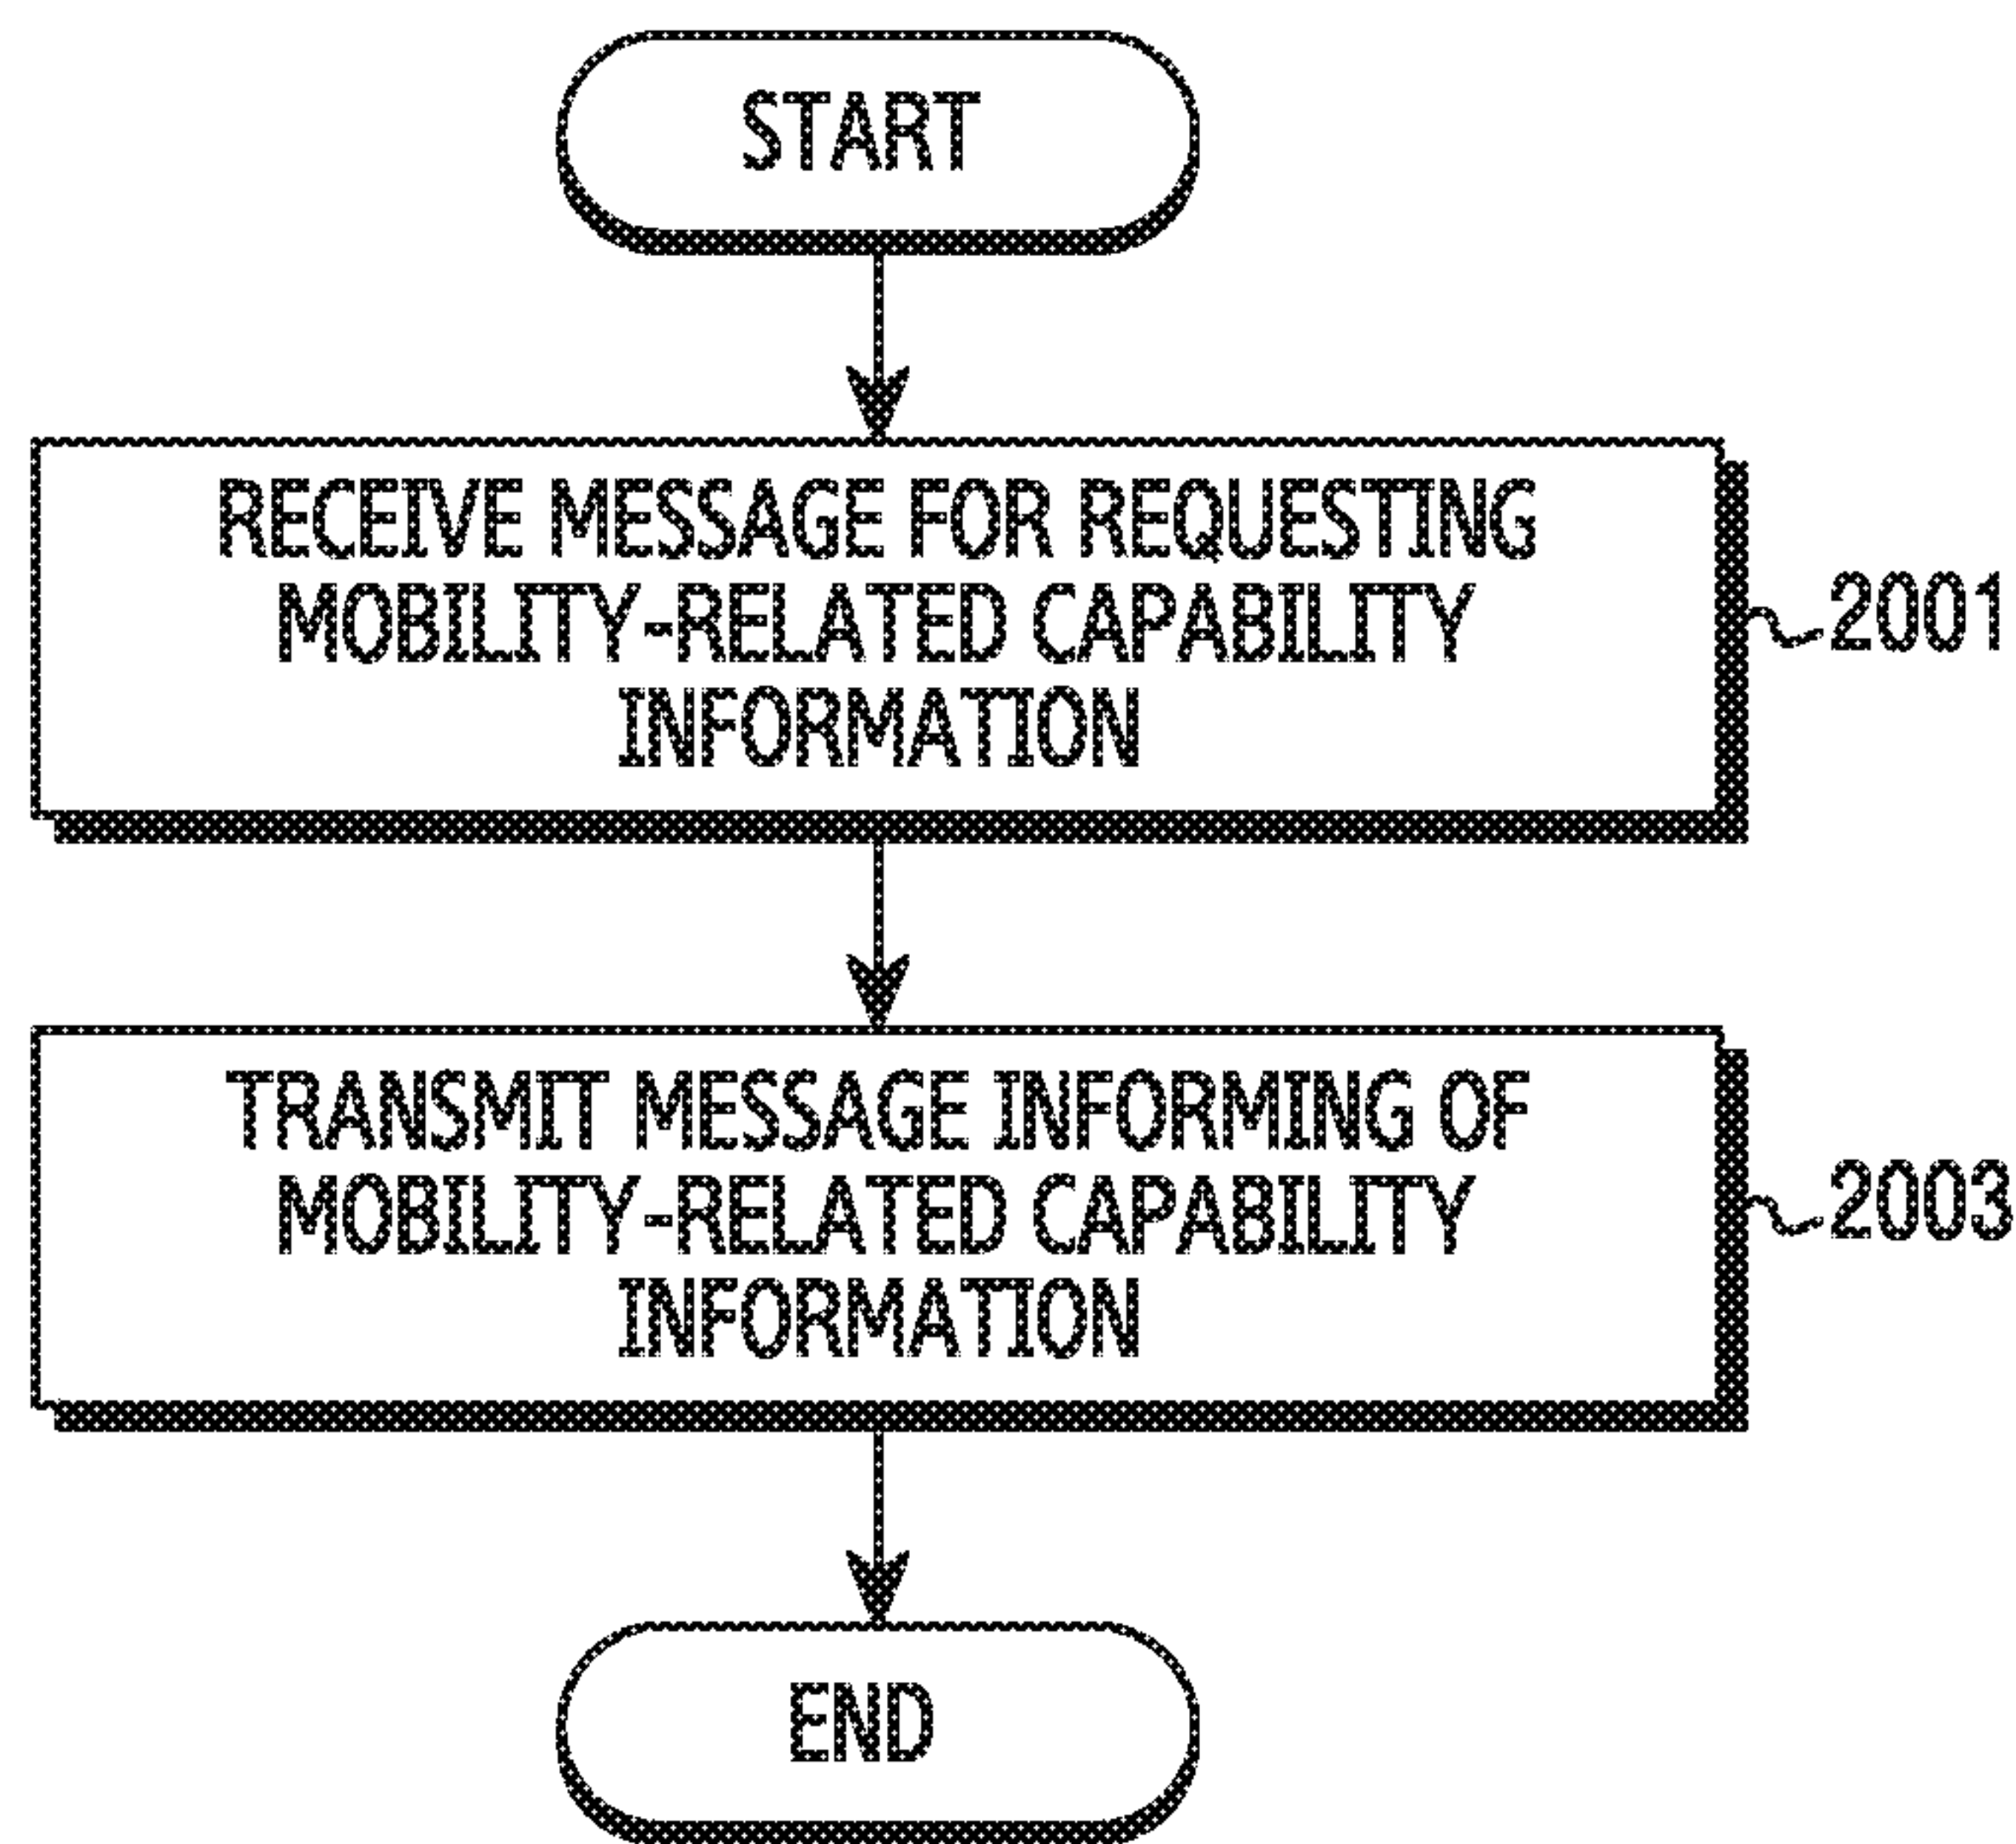 START
RECEIVE MESSAGE FOR REQUESTING
MOBILITY-RELATED CAPABILITY
INFORMATION
2001
TRANSMIT MESSAGE INFORMING OF
MOBILITY-RELATED CAPABILITY
INFORMATION
2003
END